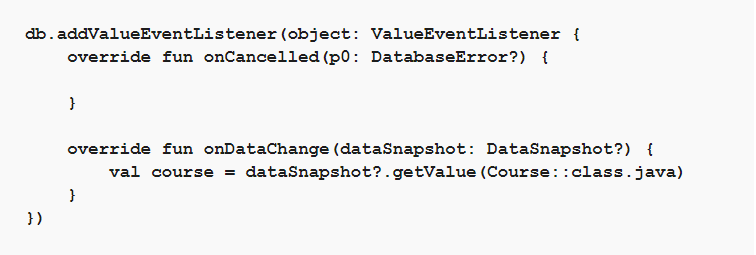 db.addValueEventListener(object: ValueEventListener {
    override fun onCancelled(p0: DatabaseError?) {

    }

    override fun onDataChange(dataSnapshot: DataSnapshot?) {
        val course = dataSnapshot?.getValue(Course::class.java)
    }
})